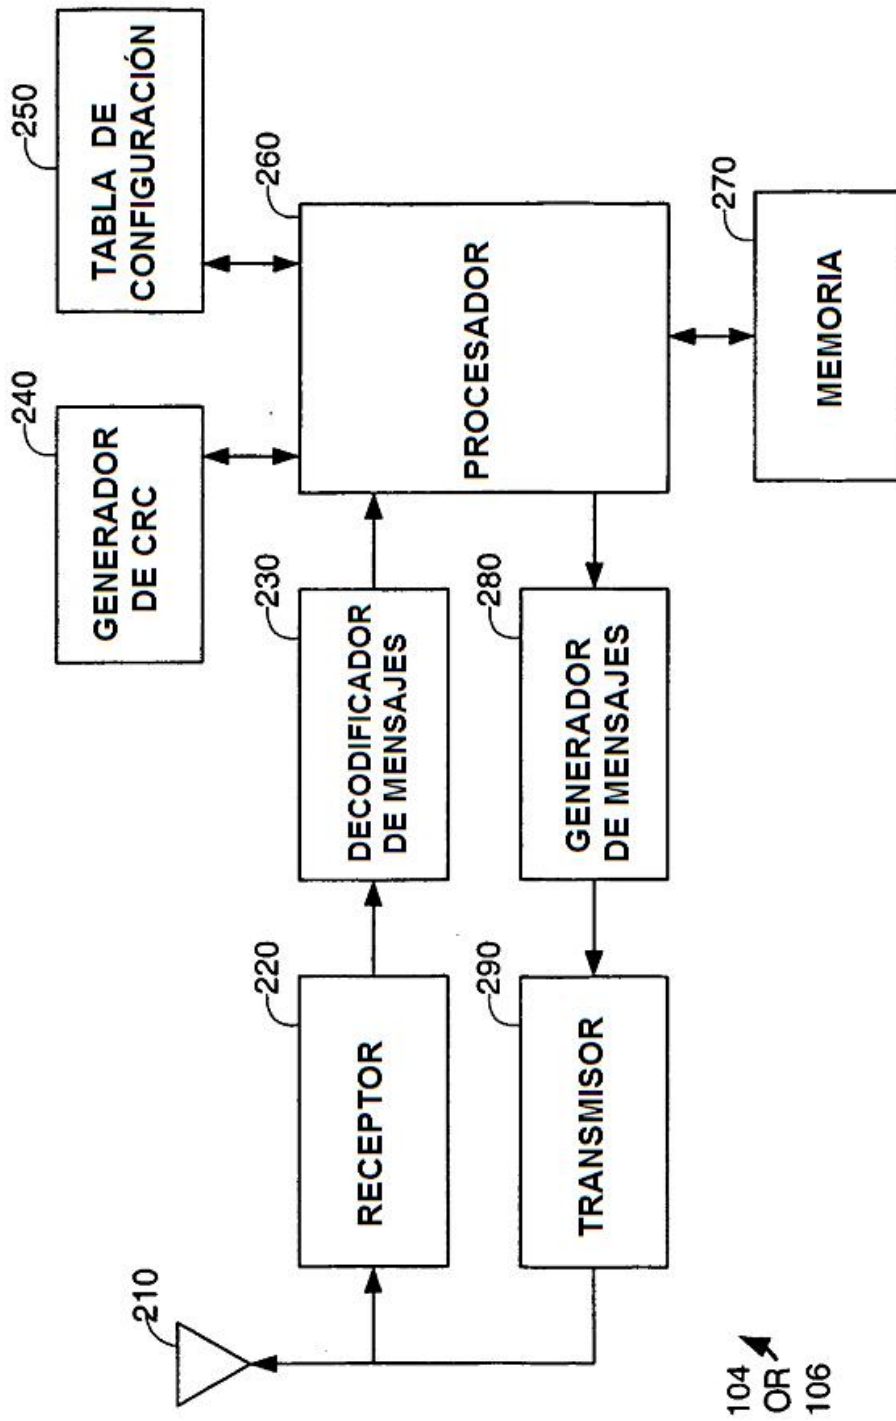 210
220
RECEPTOR
230
DECODIFICADOR
DE MENSAJES
240
GENERADOR
DE CRC
250
TABLA DE
CONFIGURACIÓN
260
PROCESADOR
270
MEMORIA
280
GENERADOR
DE MENSAJES
290
TRANSMISOR
104
OR
106